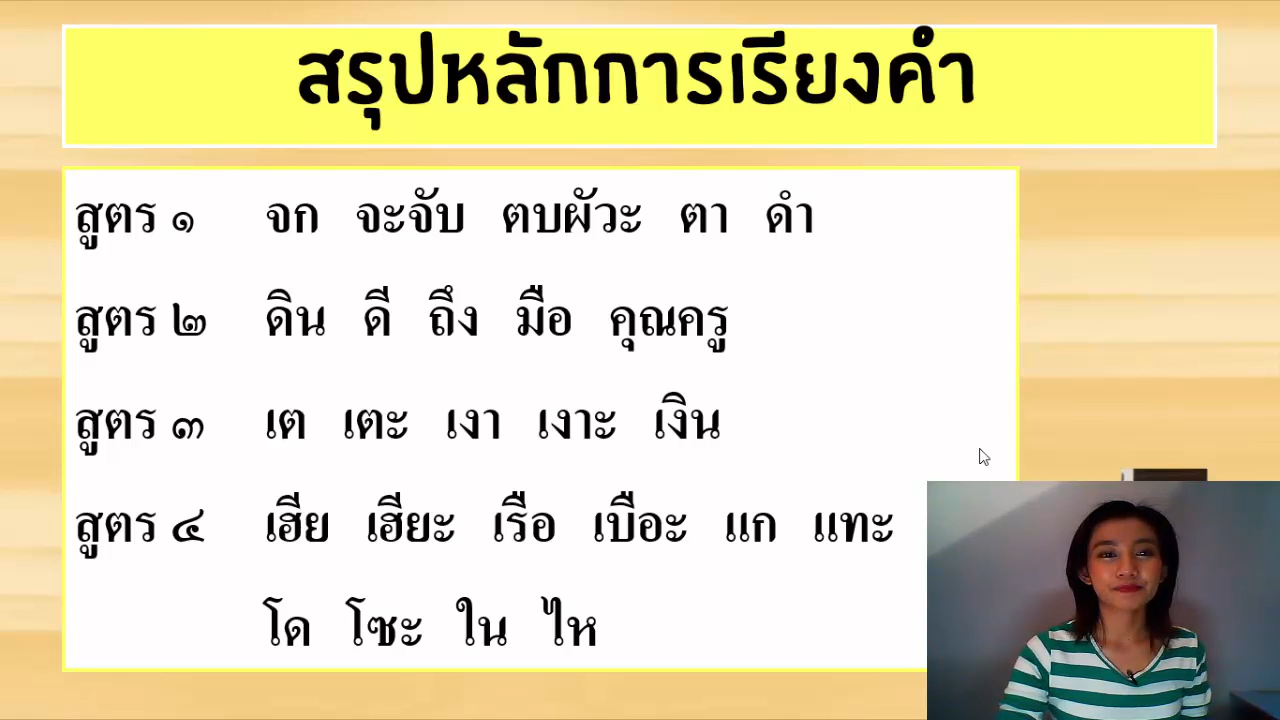 สรุปหลักการเรียงคำ
สูตร ๑ จก จะจับ ตบผัวะ ตา ดำ
สูตร ๒ ดิน ดี ถึง มือ คุณครู
สูตร ๓ เต เตะ เงา เงาะ เงิน
สูตร ๔ เฮีย เฮียะ เรือ เบือะ แก แทะ
โด โซะ ใน ไห